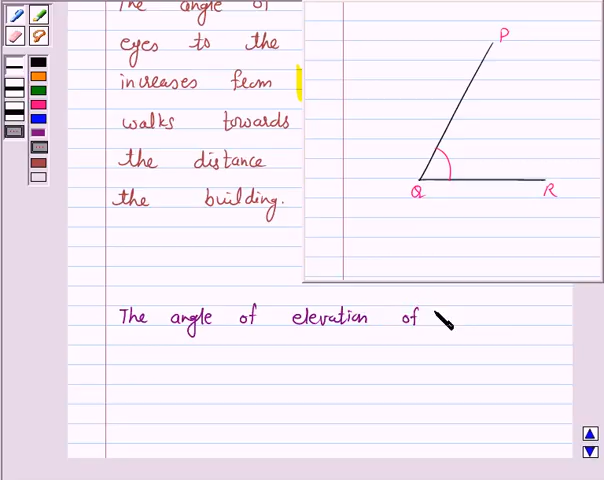 The angle of
eyes to the
increases from
walks towards
the distance
the building.
P
Q
R
The angle of elevation of